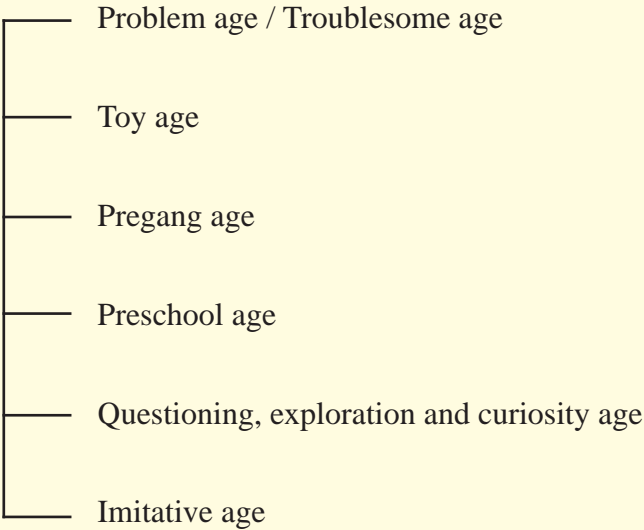 Problem age / Troublesome age
Toy age
Pregang age
Preschool age
Questioning, exploration and curiosity age
Imitative age